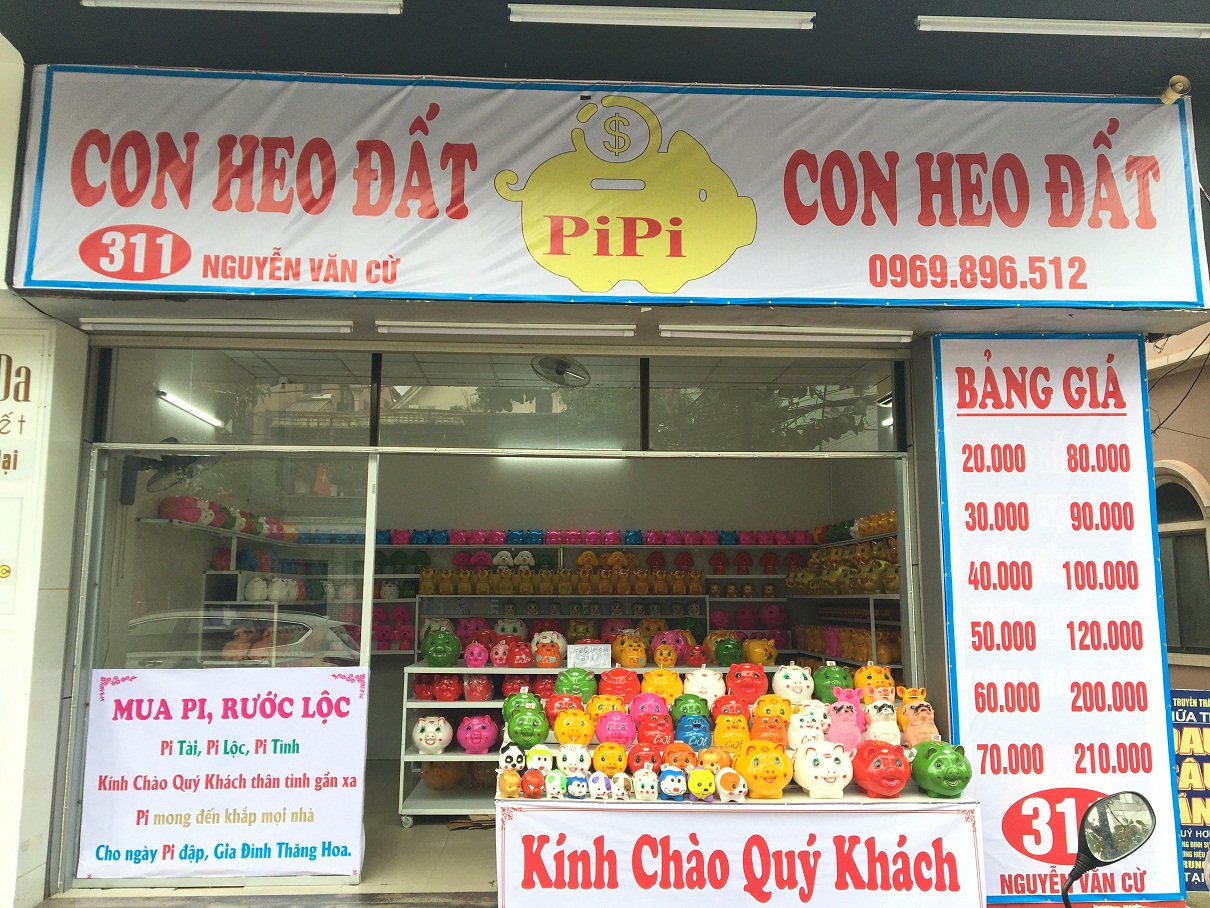 CON HEO ĐẤT
311 NGUYỄN VĂN CỪ
$
PiPi
CON HEO ĐẤT
0969.896.512
BẢNG GIÁ
20.000 80.000
30.000 90.000
40.000 100.000
50.000 120.000
60.000 200.000
70.000 210.000
NGUYỄN VĂN CỪ
MUA PI, RƯỚC LỘC
Pi Tài, Pi Lộc, Pi Tình
Kính Chào Quý Khách thân tình gần xa
Pi mong đến khắp mọi nhà
Cho ngày Pi đập, Gia Đình Thăng Hoa.
Kính Chào Quý Khách
Da
TRUYỀN